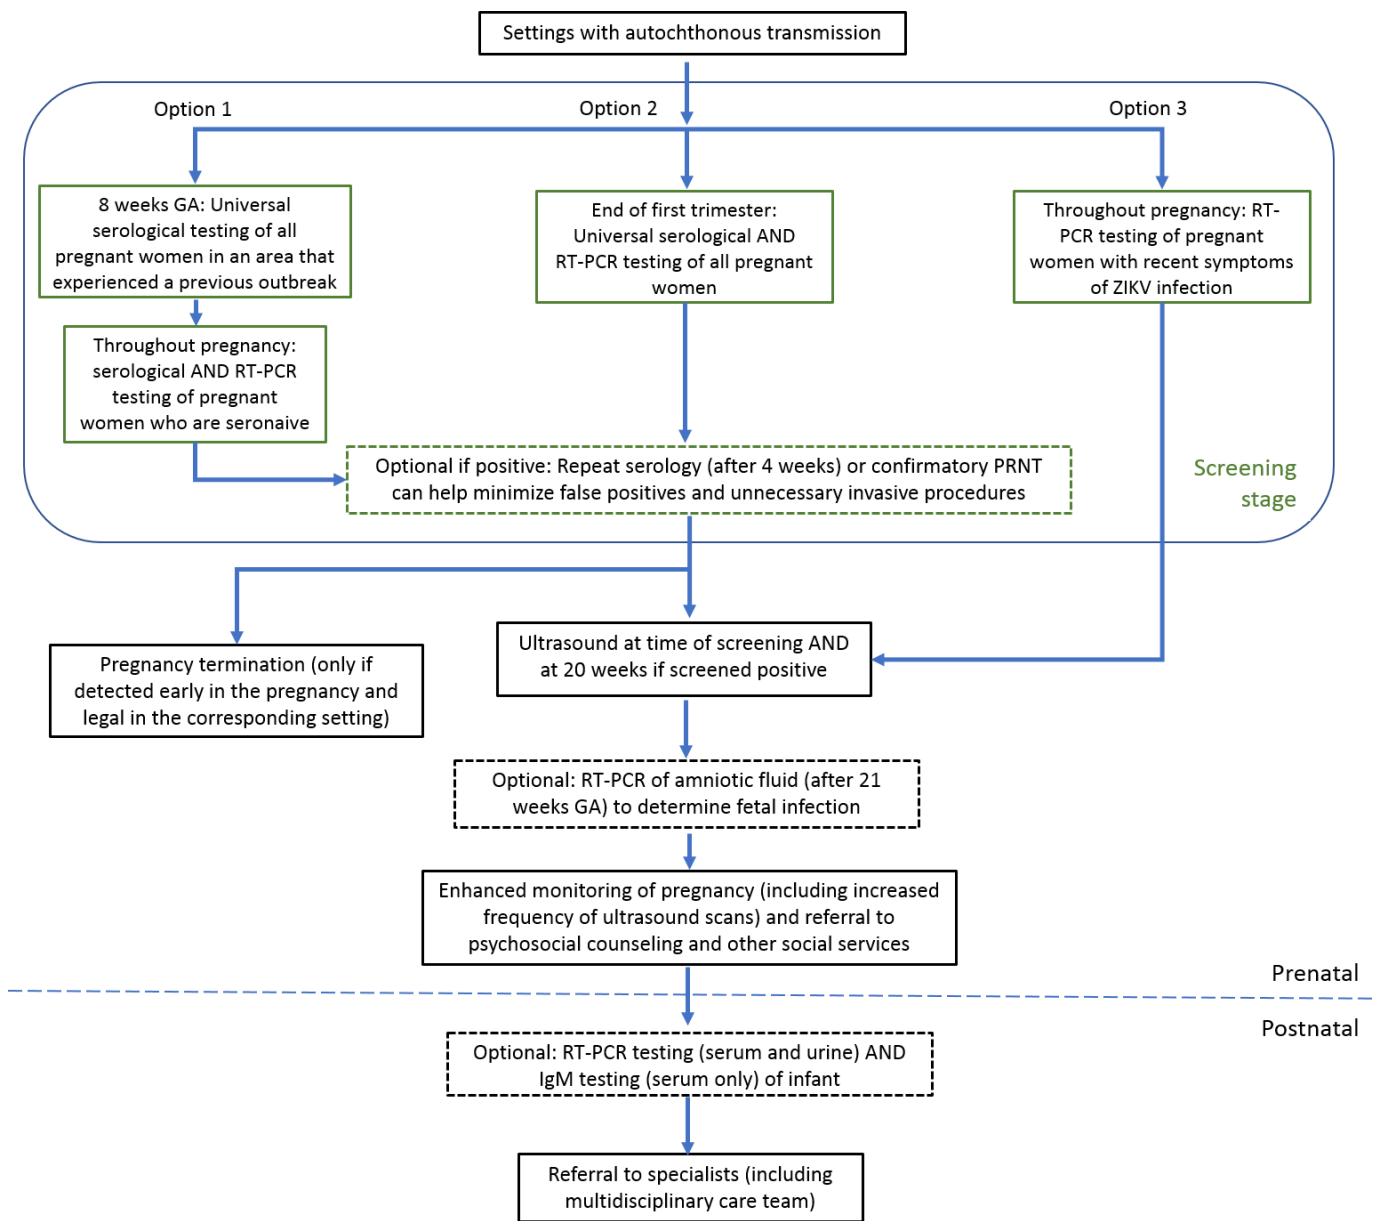 Settings with autochthonous transmission
Option 1
Option 2
Option 3
8 weeks GA: Universal
serological testing of all
pregnant women in an area that
experienced a previous outbreak
End of first trimester:
Universal serological AND
RT-PCR testing of all pregnant
women
Throughout pregnancy: RT-
PCR testing of pregnant
women with recent symptoms
of ZIKV infection
Throughout pregnancy:
serological AND RT-PCR
testing of pregnant
women who are seronaive
Optional if positive: Repeat serology (after 4 weeks) or confirmatory PRNT
can help minimize false positives and unnecessary invasive procedures
Screening
stage
Pregnancy termination (only if
detected early in the pregnancy and
legal in the corresponding setting)
Ultrasound at time of screening AND
at 20 weeks if screened positive
Optional: RT-PCR of amniotic fluid (after 21
weeks GA) to determine fetal infection
Enhanced monitoring of pregnancy (including increased
frequency of ultrasound scans) and referral to
psychosocial counseling and other social services
Prenatal
Postnatal
Optional: RT-PCR testing (serum and urine) AND
IgM testing (serum only) of infant
Referral to specialists (including
multidisciplinary care team)